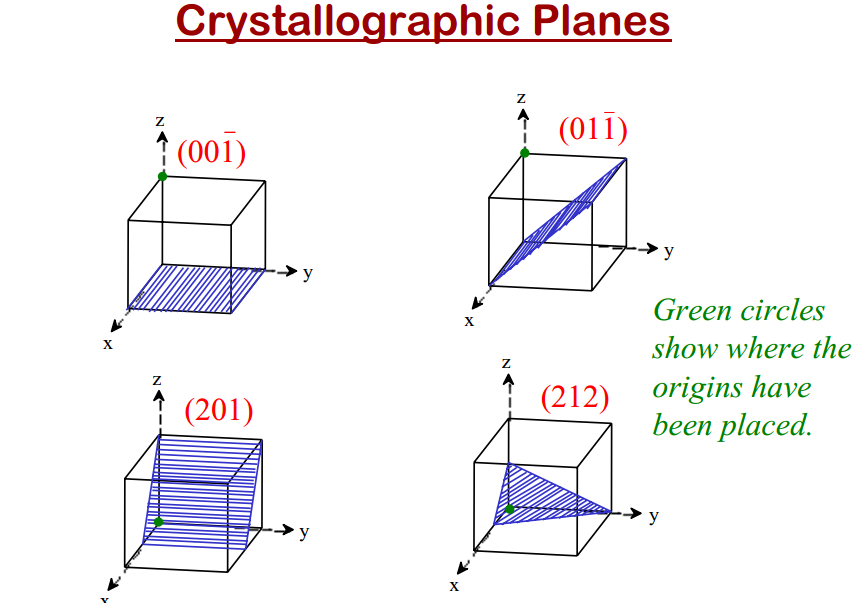 Crystallographic Planes
z
(001̅)
y
x
z
(011̅)
y
x
Green circles
show where the
origins have
been placed.
z
(201)
y
x
z
(212)
y
x